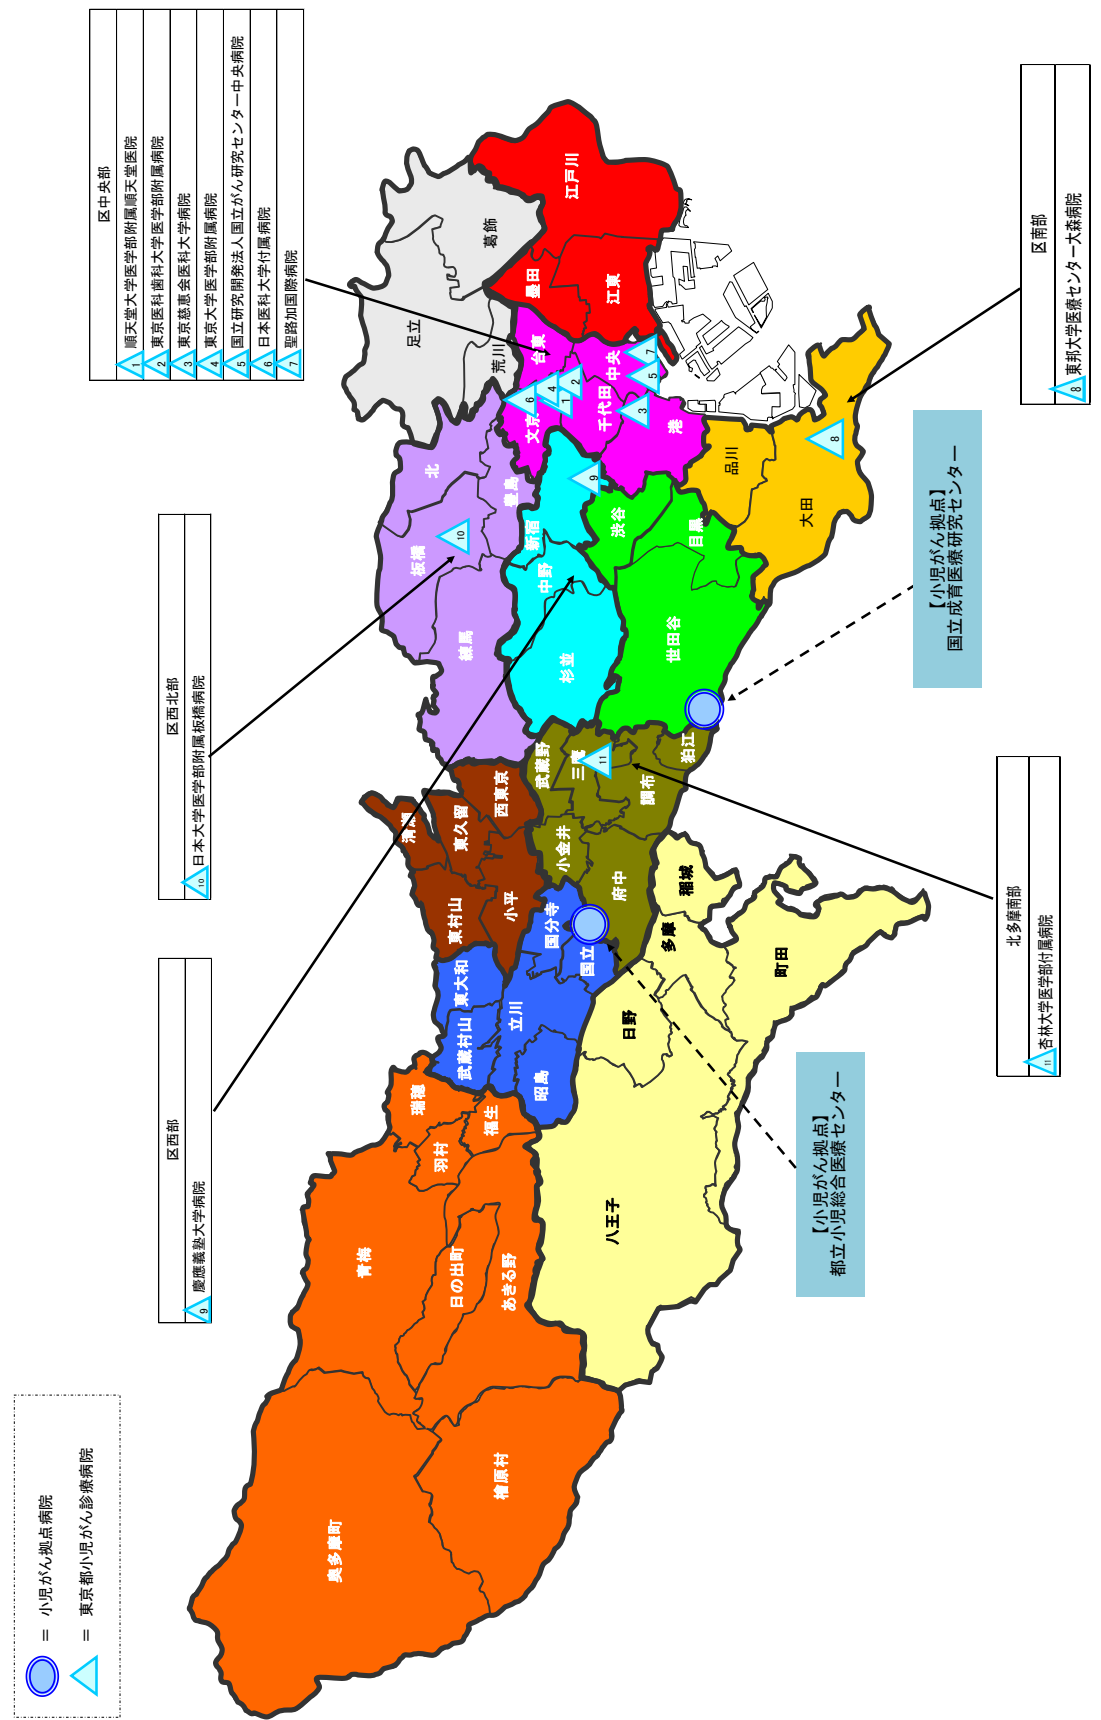 = 小児がん拠点病院
= 東京都小児がん診療病院
区西部
9 慶應義塾大学病院
区西北部
10 日本大学医学部附属板橋病院
区中央部
1 順天堂大学医学部附属順天堂医院
2 東京医科歯科大学医学部附属病院
3 東京慈恵会医科大学病院
4 東京大学医学部附属病院
5 国立研究開発法人国立がん研究センター中央病院
6 日本医科大学付属病院
7 聖路加国際病院
奥多摩町
檜原村
青梅
日の出町
あきる野
瑞穂
羽村
福生
八王子
武蔵村山
東大和
立川
昭島
国分寺
国立
日野
多摩
稲城
町田
東村山
清瀬
東久留
小平
西東京
武蔵野
三鷹
小金井
府中
調布
狛江
11
練馬
板橋
北
豊島
10
杉並
中野
新宿
9
世田谷
渋谷
目黒
足立
葛飾
荒川
文京
台東
千代田
中央
港
6
4
1
2
3
5
7
墨田
江東
江戸川
品川
大田
8
【小児がん拠点】
都立小児総合医療センター
【小児がん拠点】
国立成育医療研究センター
北多摩南部
11 杏林大学医学部付属病院
区南部
8 東邦大学医療センター大森病院